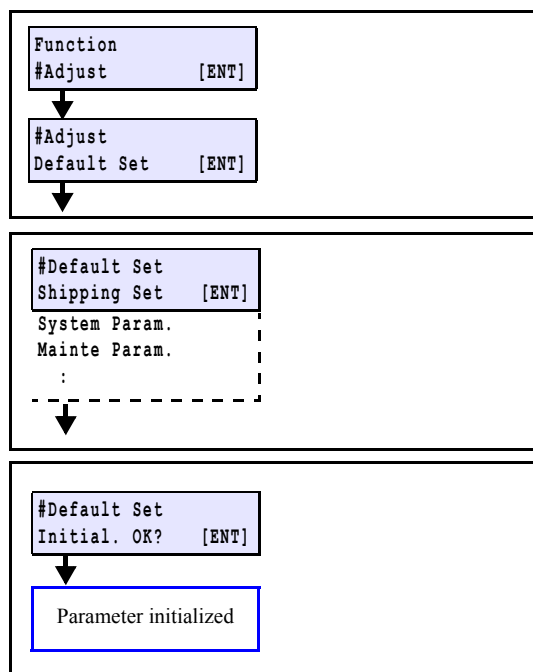 Function
#Adjust [ENT]
#Adjust
Default Set [ENT]
#Default Set
Shipping Set [ENT]
System Param.
Mainte Param.
:
#Default Set
Initial. OK? [ENT]
Parameter initialized